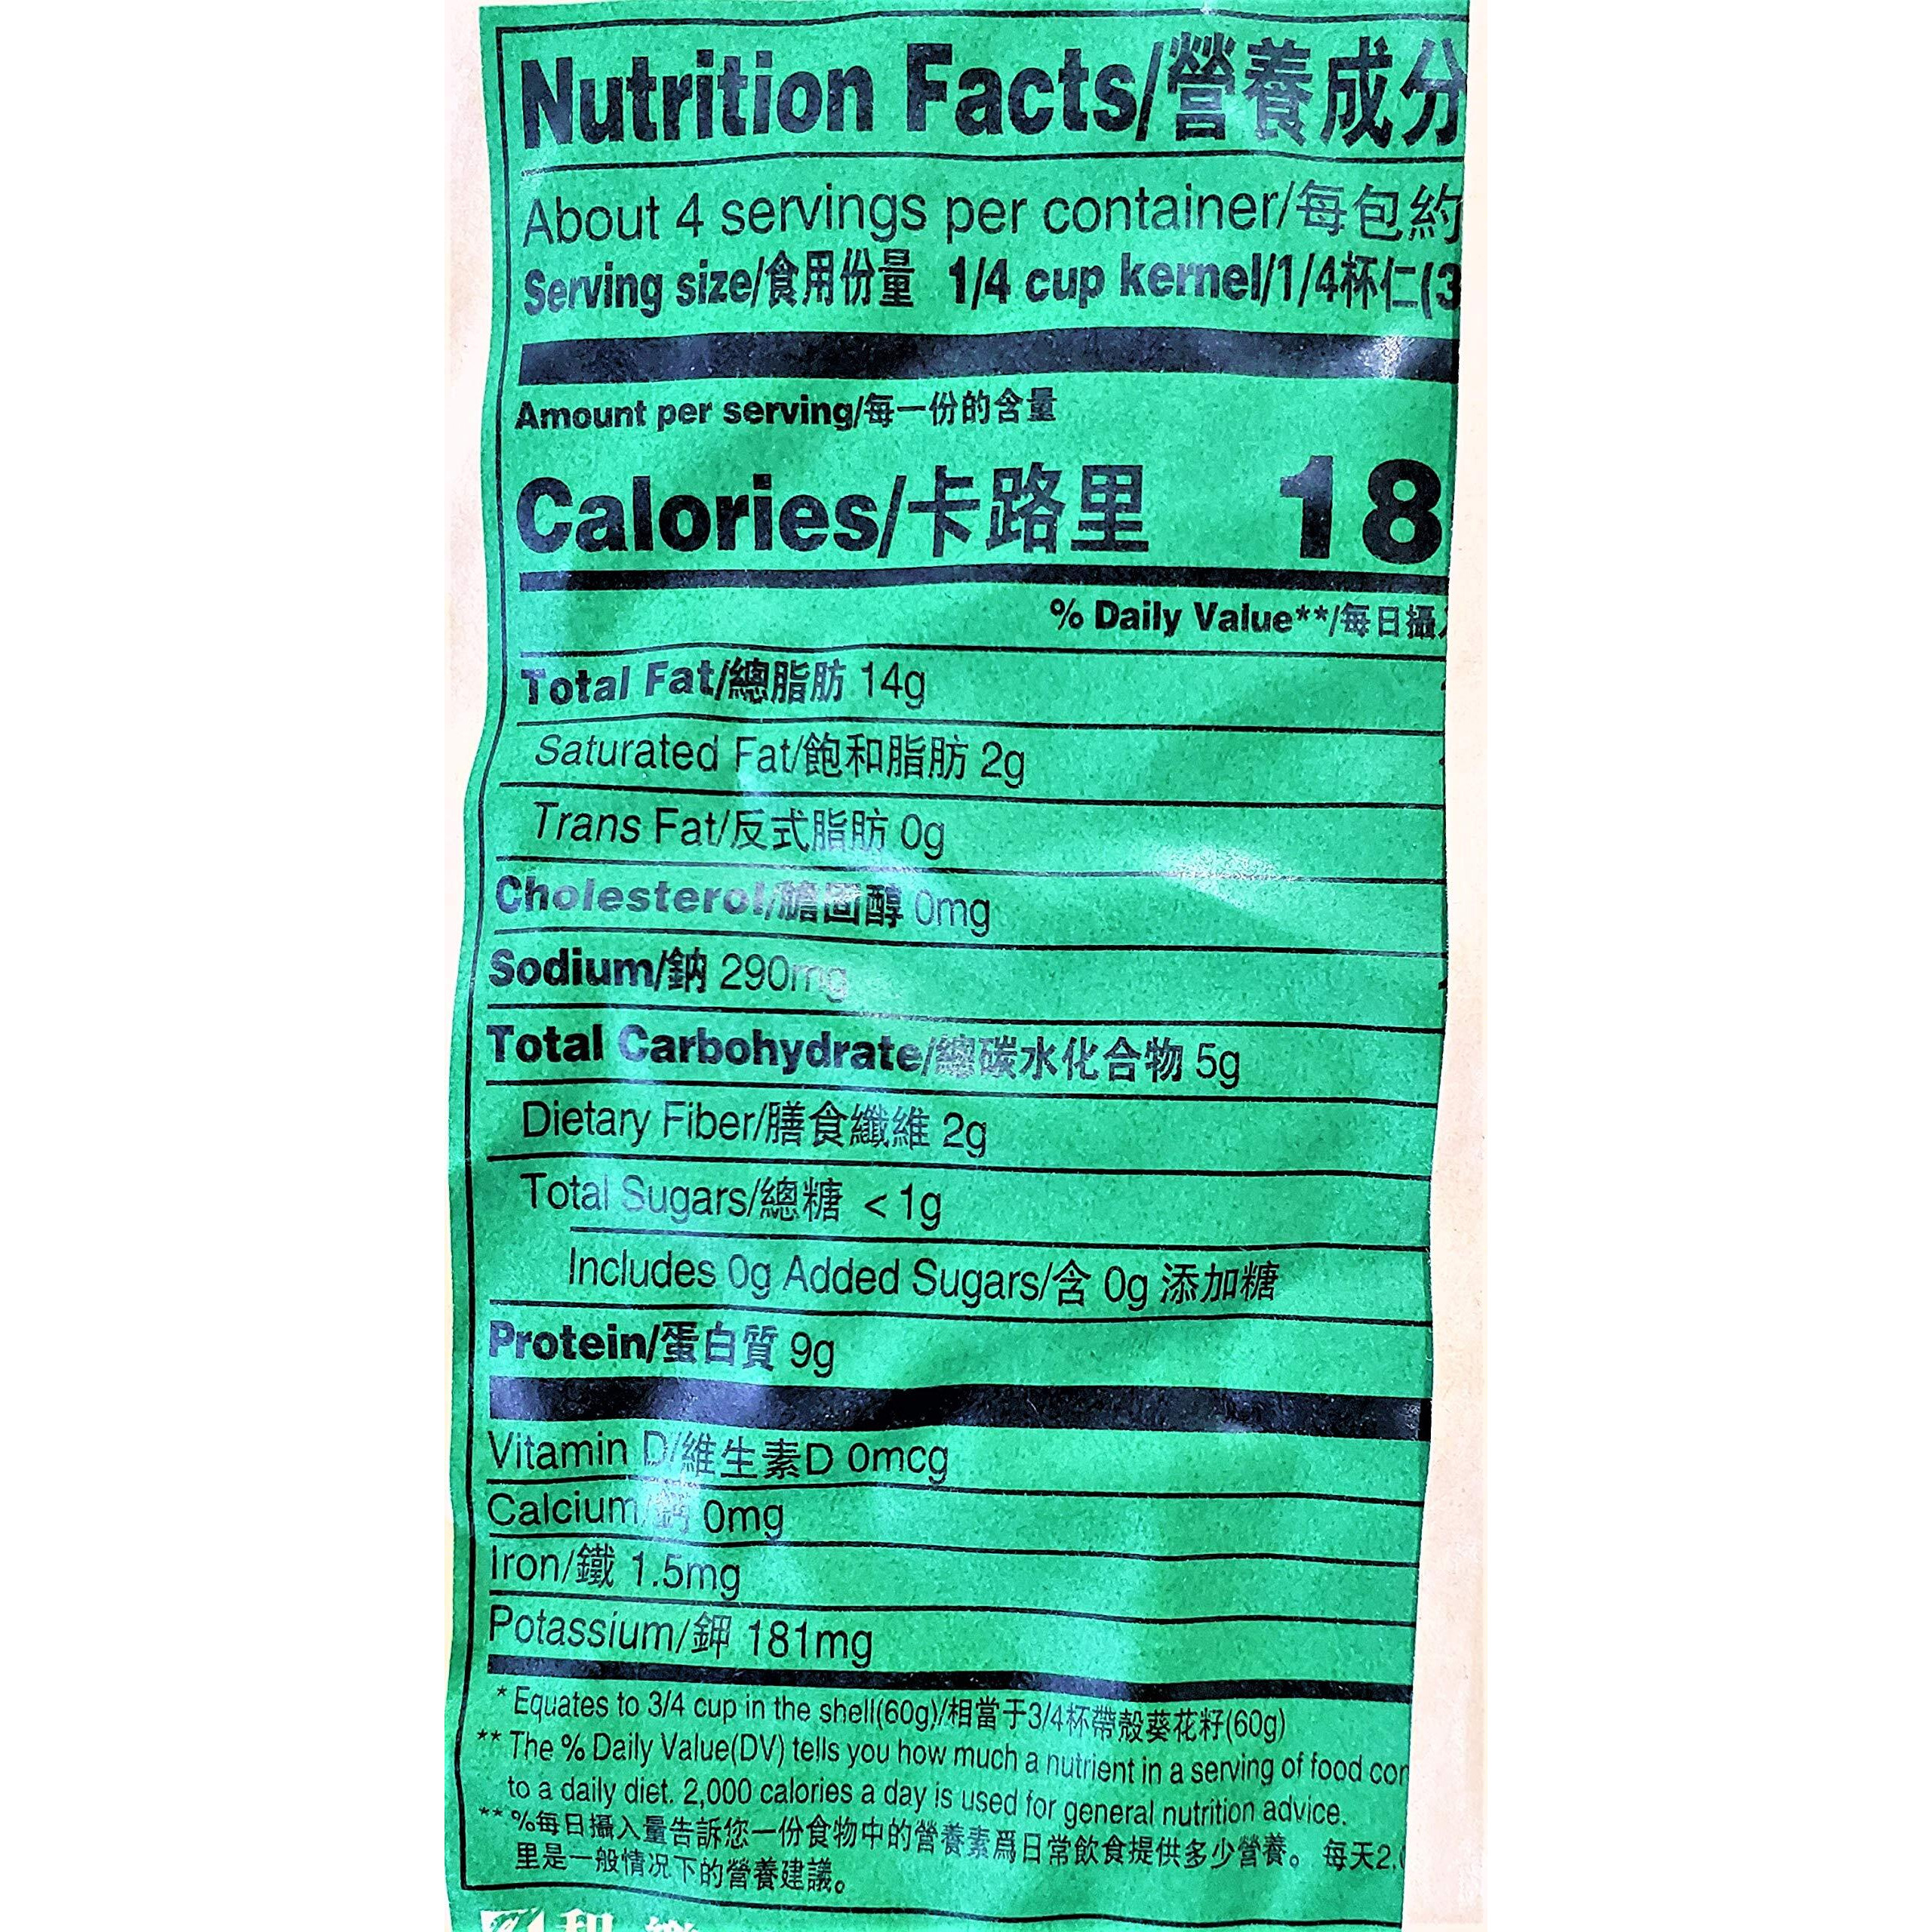 Nutrition Facts/營養成分
About 4 servings per container/每包約
Serving size/食用份量 1/4 cup kernel/1/4杯仁(3
Amount per serving/每一份的含量
Calories/卡路里 18
% Daily Value**/每日攝
Total Fat/總脂肪 14g
Saturated Fat/飽和脂肪 2g
Trans Fat/反式脂肪 0g
Cholesterol/膽固醇 0mg
Sodium/鈉 290mg
Total Carbohydrate/總碳水化合物 5g
Dietary Fiber/膳食纖維 2g
Total Sugars/總糖 <1g
Includes 0g Added Sugars/含 0g 添加糖
Protein/蛋白質 9g
Vitamin D/維生素D 0mcg
Calcium/鈣 0mg
Iron/鐵 1.5mg
Potassium/鉀 181mg
* Equates to 3/4 cup in the shell(60g)/相當于3/4杯帶殼葵花籽(60g)
** The % Daily Value(DV) tells you how much a nutrient in a serving of food con
to a daily diet. 2,000 calories a day is used for general nutrition advice.
** %每日攝入量告訴您一份食物中的營養素爲日常飲食提供多少營養。 每天2,
里是一般情况下的營養建議。